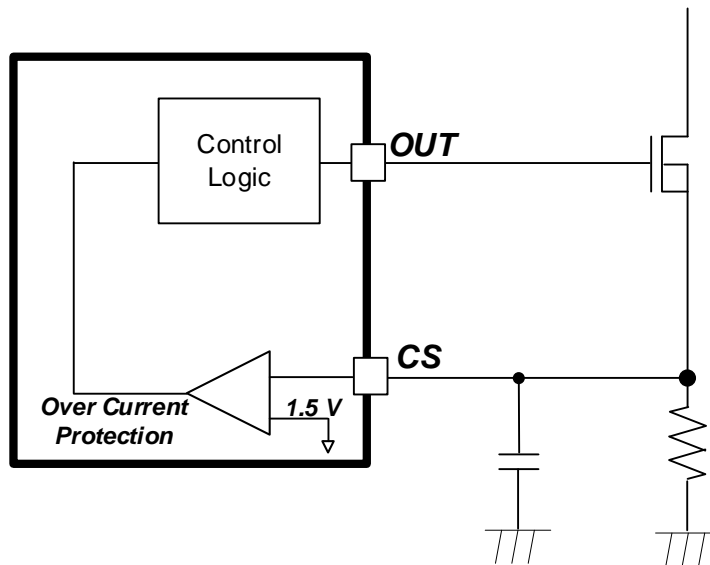 Control
Logic
OUT
CS
1.5 V
Over Current
Protection